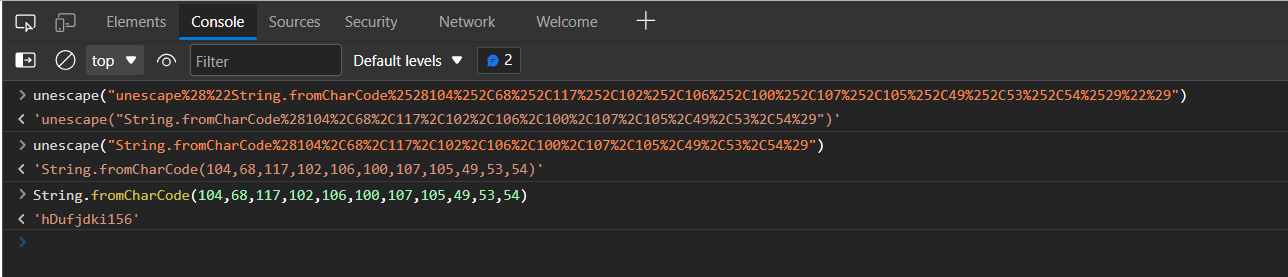 Elements Console Sources Security Network Welcome
top Filter Default levels 2
> unescape("unescape%28%22String.fromCharCode%2528104%252C68%252C117%252C102%252C106%252C100%252C107%252C105%252C49%252C53%252C54%2529%22%29")
< 'unescape("String.fromCharCode%28104%2C68%2C117%2C102%2C106%2C100%2C107%2C105%2C49%2C53%2C54%29")'
> unescape("String.fromCharCode%28104%2C68%2C117%2C102%2C106%2C100%2C107%2C105%2C49%2C53%2C54%29")
< 'String.fromCharCode(104,68,117,102,106,100,107,105,49,53,54)'
> String.fromCharCode(104,68,117,102,106,100,107,105,49,53,54)
< 'hDufjdki156'
>